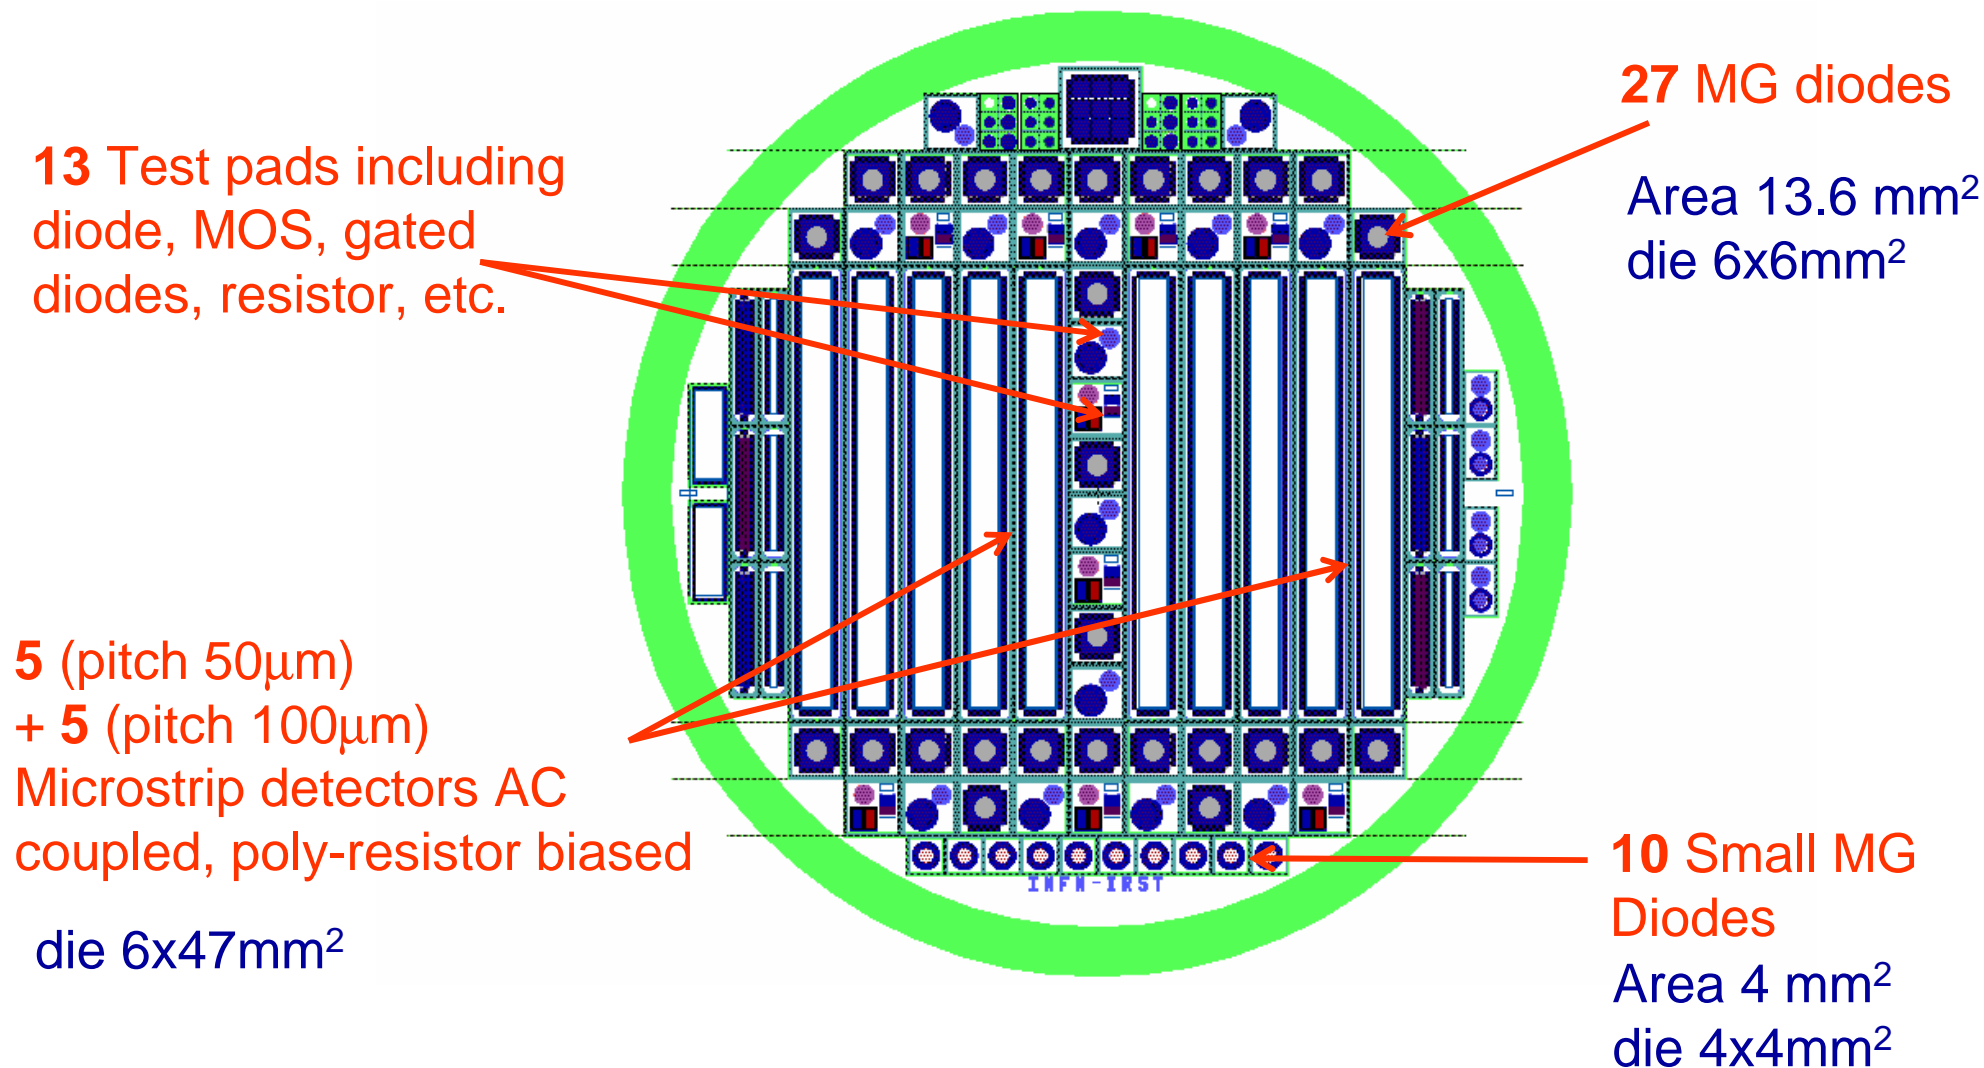 13 Test pads including
diode, MOS, gated
diodes, resistor, etc.
27 MG diodes
Area 13.6 mm²
die 6x6mm²
5 (pitch 50μm)
+ 5 (pitch 100μm)
Microstrip detectors AC
coupled, poly-resistor biased
die 6x47mm²
INFN-IRST
10 Small MG
Diodes
Area 4 mm²
die 4x4mm²